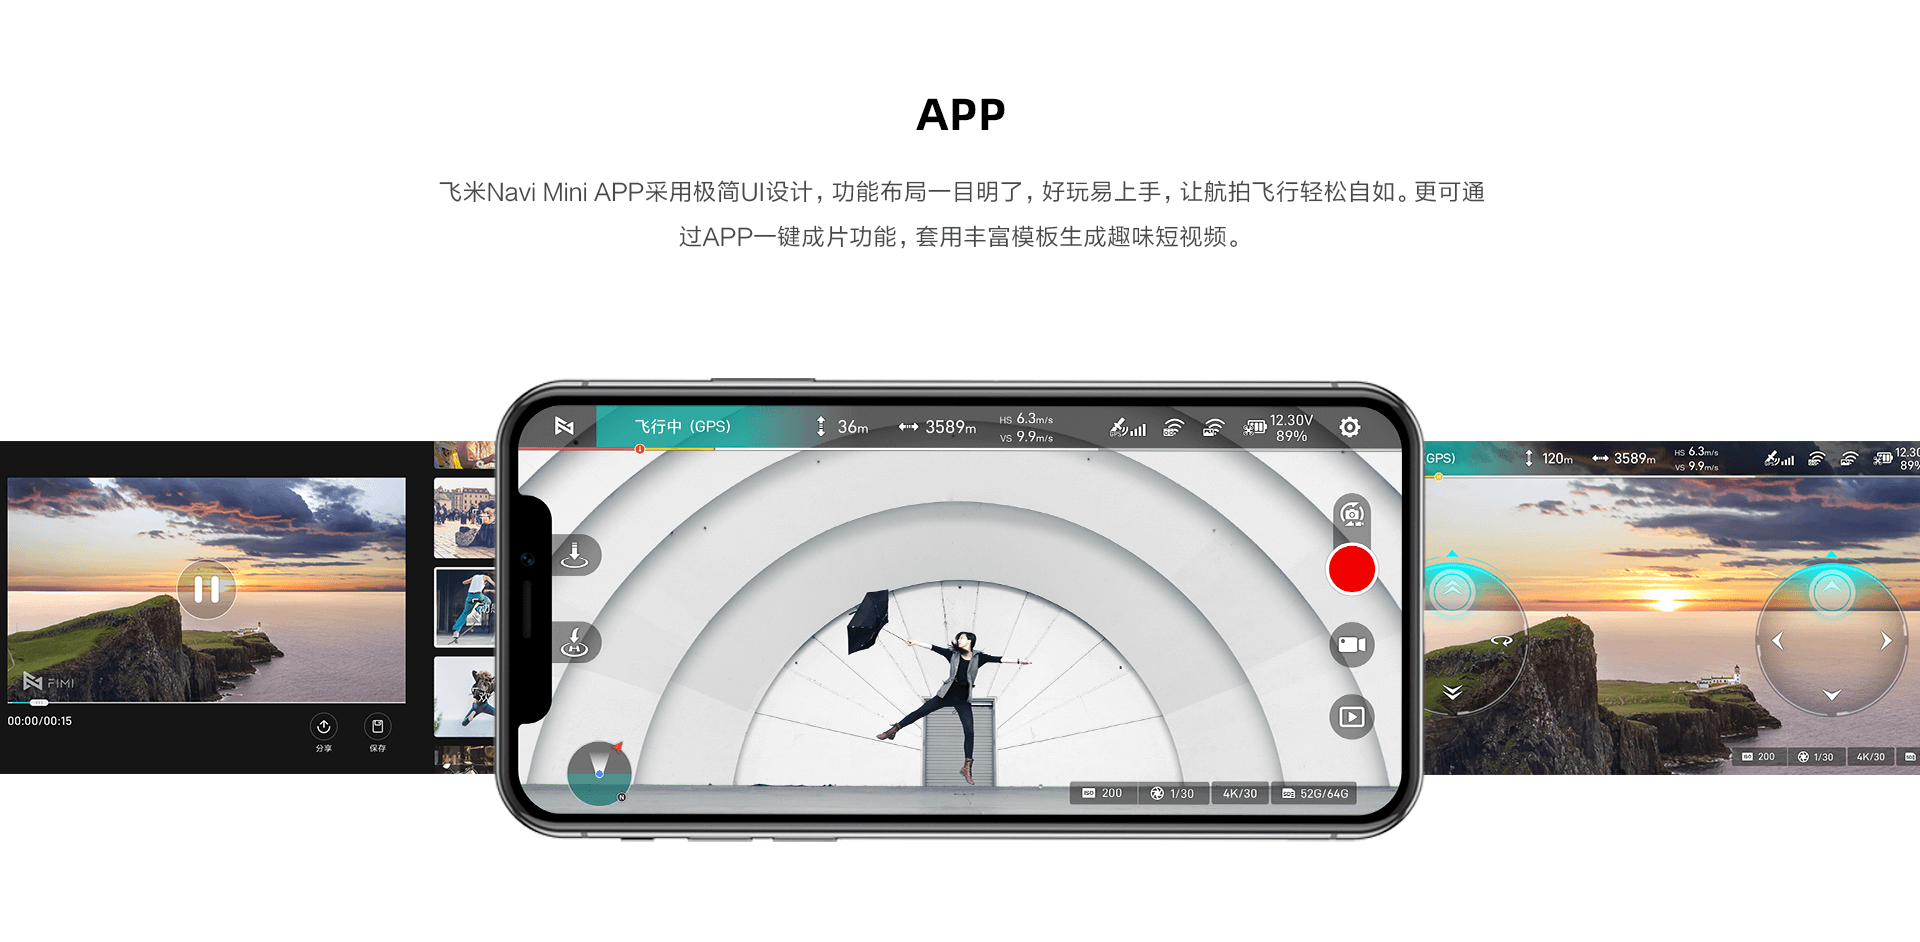 APP
飞米Navi Mini APP采用极简UI设计，功能布局一目明了，好玩易上手，让航拍飞行轻松自如。更可通
过APP一键成片功能，套用丰富模板生成趣味短视频。
飞行中 (GPS)
36m
3589m
HS 6.3m/s
VS 9.9m/s
GPS
12.30V
89%
N
ISO 200
1/30
4K/30
52G/64G
FIMI
00:00/00:15
分享
保存
GPS)
120m
3589m
HS 6.3m/s
VS 9.9m/s
12.30
89%
ISO 200
1/30
4K/30